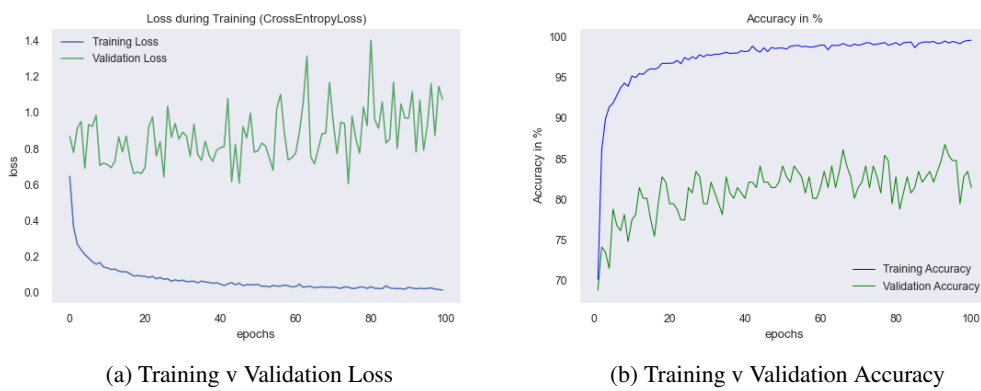 Loss during Training (CrossEntropyLoss)
Training Loss
Validation Loss
1.4
1.2
1.0
0.8
0.6
0.4
0.2
0.0
loss
0 20 40 60 80 100
epochs
(a) Training v Validation Loss
Accuracy in %
100
95
90
85
80
75
70
Accuracy in %
Training Accuracy
Validation Accuracy
0 20 40 60 80 100
epochs
(b) Training v Validation Accuracy